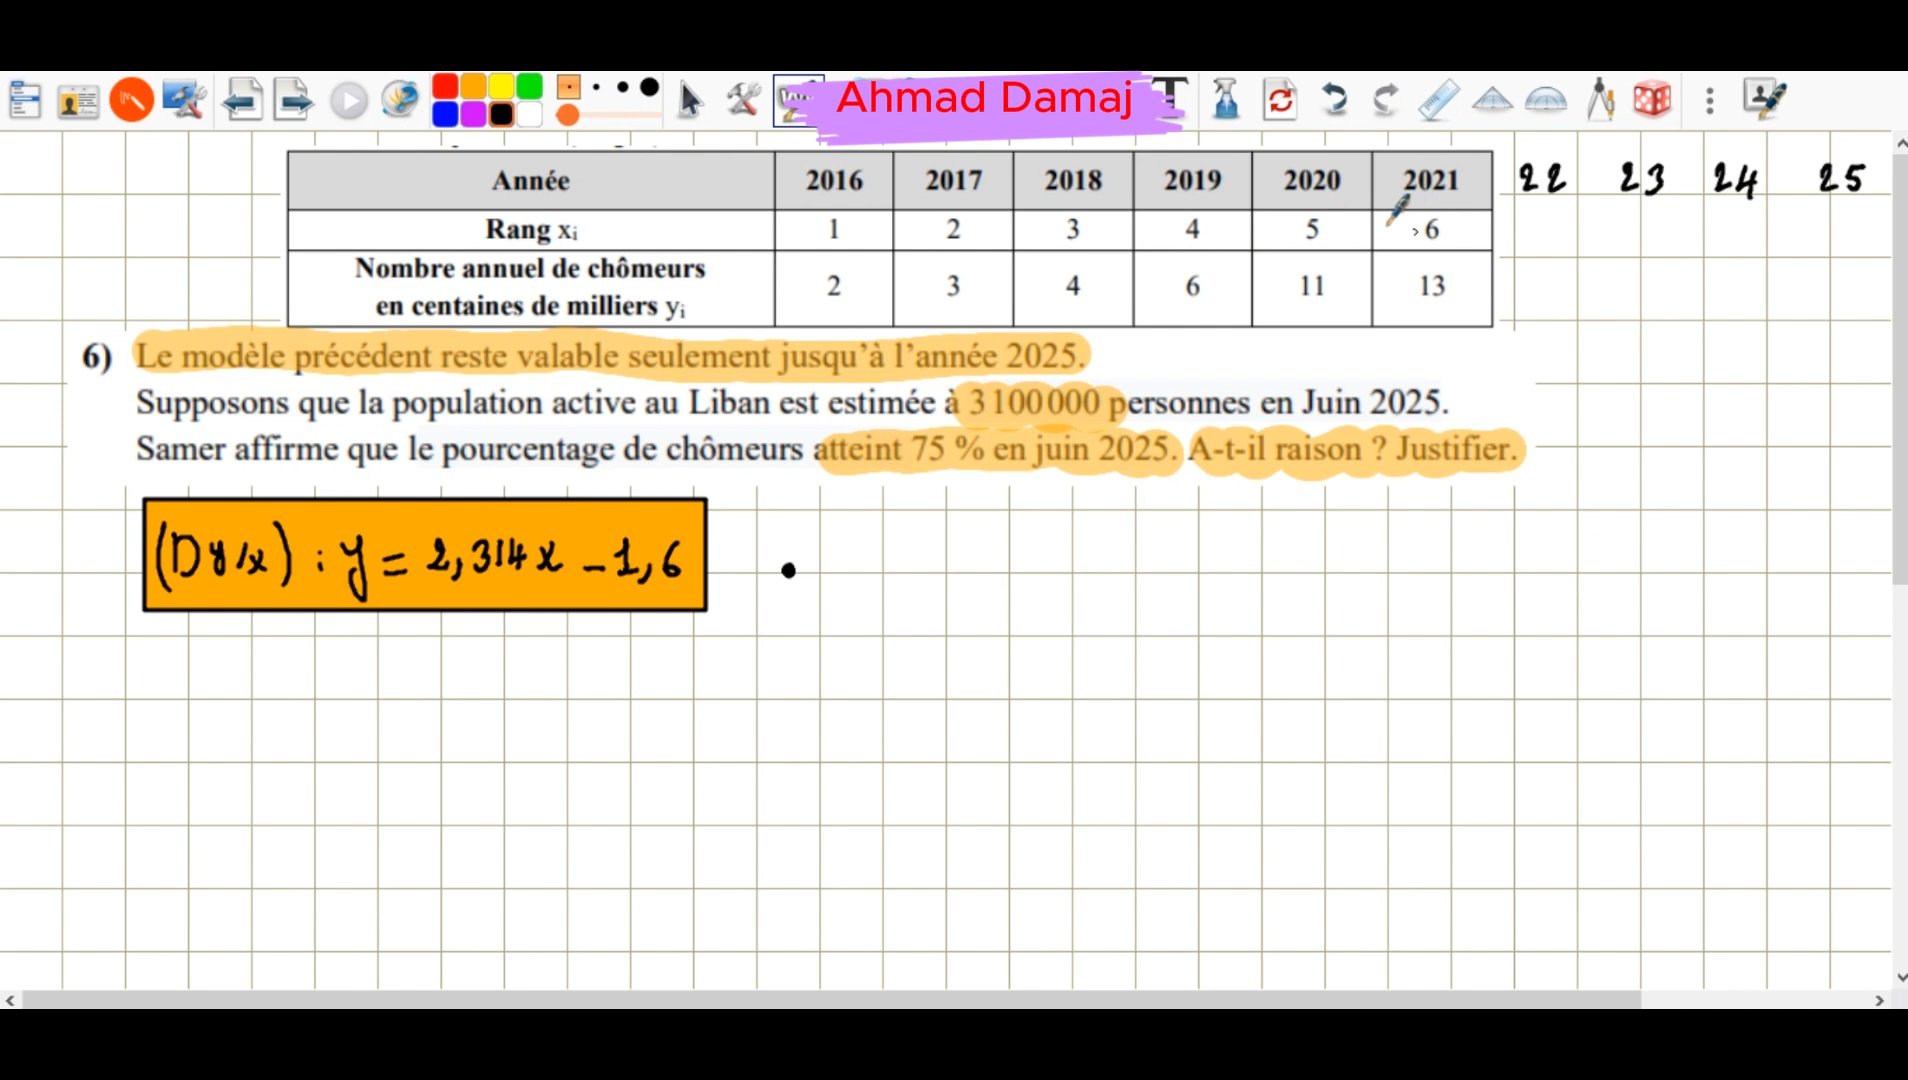 Ahmad Damaj
Année 2016 2017 2018 2019 2020 2021 22 23 24 25
Rang xi 1 2 3 4 5 6
Nombre annuel de chômeurs
en centaines de milliers yi 2 3 4 6 11 13
6) Le modèle précédent reste valable seulement jusqu’à l’année 2025.
Supposons que la population active au Liban est estimée à 3 100 000 personnes en Juin 2025.
Samer affirme que le pourcentage de chômeurs atteint 75 % en juin 2025. A-t-il raison ? Justifier.
(D y/x) : y = 2,314x - 1,6